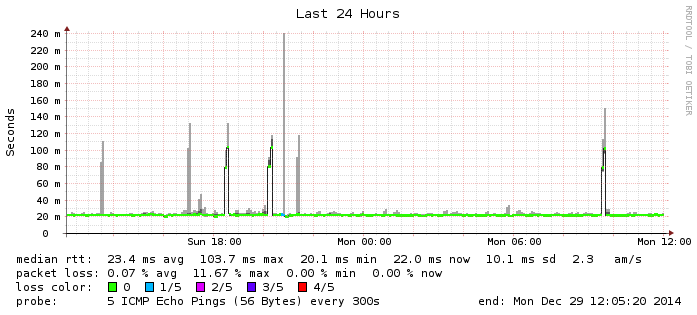 Last 24 Hours
RRDTOOL / TOBI OETIKER
Seconds
240 m
220 m
200 m
180 m
160 m
140 m
120 m
100 m
80 m
60 m
40 m
20 m
0
Sun 18:00 Mon 00:00 Mon 06:00 Mon 12:00
median rtt: 23.4 ms avg 103.7 ms max 20.1 ms min 22.0 ms now 10.1 ms sd 2.3 am/s
packet loss: 0.07 % avg 11.67 % max 0.00 % min 0.00 % now
loss color: 0 1/5 2/5 3/5 4/5
probe: 5 ICMP Echo Pings (56 Bytes) every 300s end: Mon Dec 29 12:05:20 2014